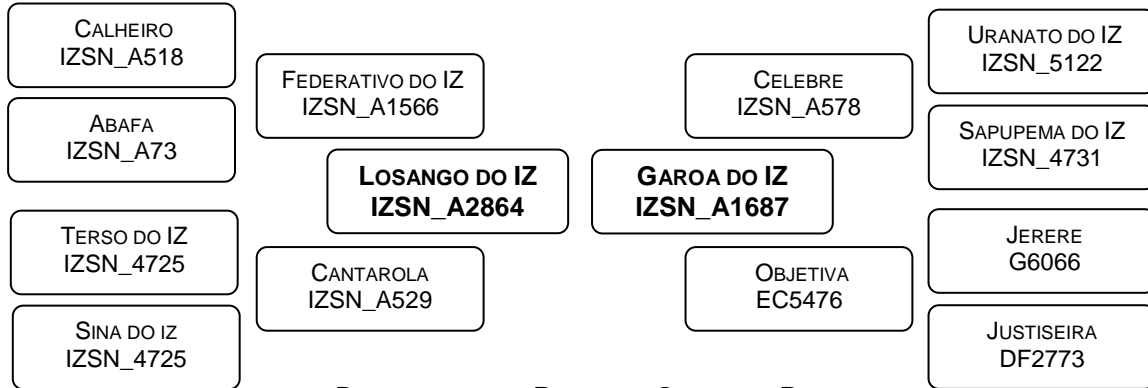 CALHEIRO
IZSN_A518
ABAFA
IZSN_A73
TERSO DO IZ
IZSN_4725
SINA DO IZ
IZSN_4725
FEDERATIVO DO IZ
IZSN_A1566
CANTAROLA
IZSN_A529
LOSANGO DO IZ
IZSN_A2864
GAROA DO IZ
IZSN_A1687
CELEBRE
IZSN_A578
OBJETIVA
EC5476
URANATO DO IZ
IZSN_5122
SAPUPEMA DO IZ
IZSN_4731
JERERE
G6066
JUSTISEIRA
DF2773